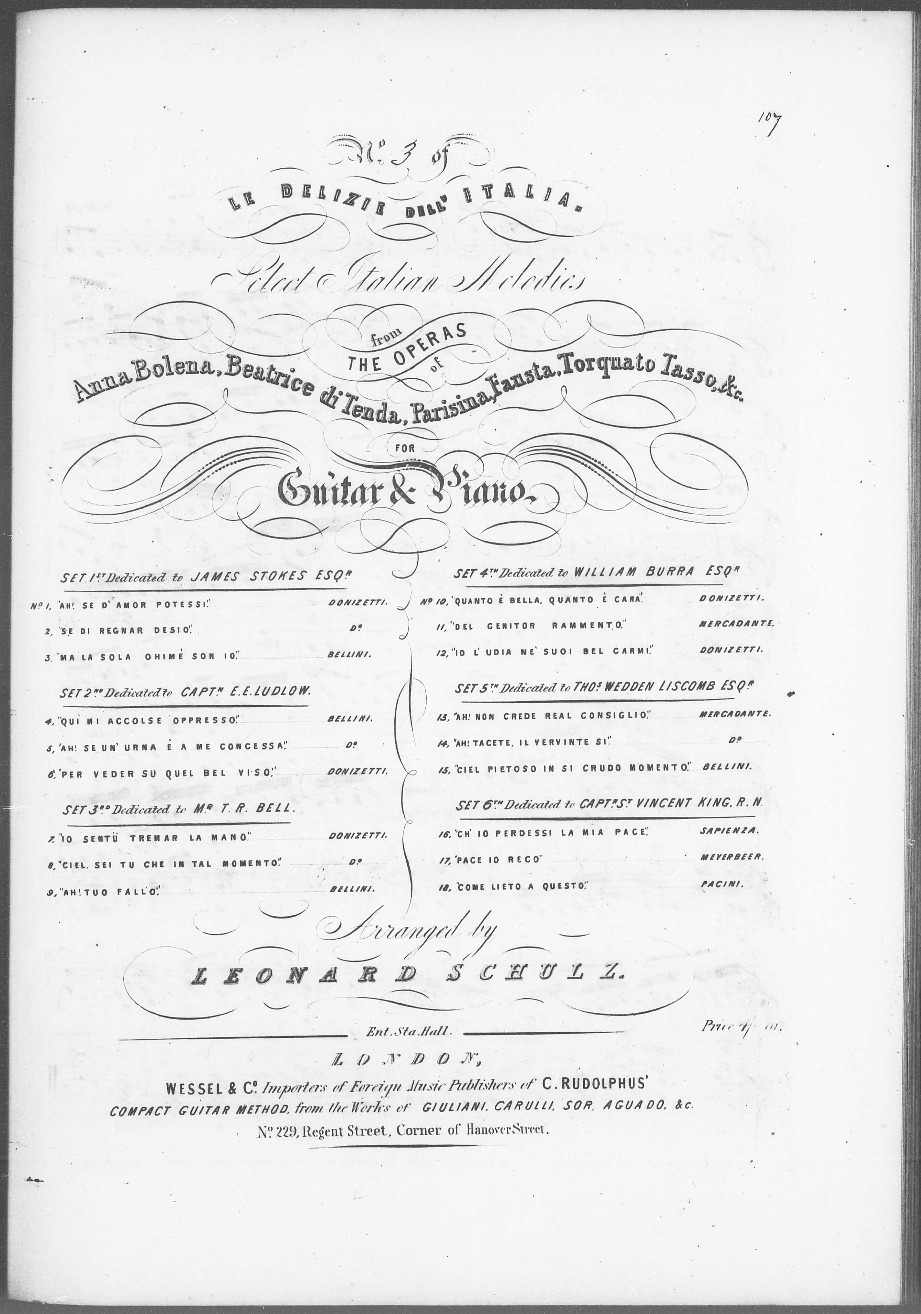 107
No. 3 of
LE DELIZIE DELL' ITALIA.
Select Italian Melodies
from
THE OPERAS
of
Anna Bolena, Beatrice di Tenda, Parisina, Fausta, Torquato Tasso, &c.
FOR
Guitar & Piano.
SET 1ST Dedicated to JAMES STOKES ESQR
No 1, "AH! SE D' AMOR POTESSI." DONIZETTI.
2, "SE DI REGNAR DESIO." Do
3, "MA LA SOLA OHIMÈ SON IO." BELLINI.
SET 2ND Dedicated to CAPTN E.E. LUDLOW.
4, "QUI MI ACCOLSE OPPRESSO." BELLINI.
5, "AH! SE UN' URNA È A ME CONCESSA." Do
6, "PER VEDER SU QUEL BEL VISO." DONIZETTI.
SET 3RD Dedicated to MR T. R. BELL.
7, "IO SENTÜ TREMAR LA MANO." DONIZETTI.
8, "CIEL, SEI TU CHE IN TAL MOMENTO." Do
9, "AH! TUO FALLO." BELLINI.
SET 4TH Dedicated to WILLIAM BURRA ESQR
No 10, "QUANTO È BELLA, QUANTO È CARA". DONIZETTI.
11, "DEL GENITOR RAMMENTO." MERCADANTE.
12, "IO L' UDIA NE' SUOI BEL CARMI." DONIZETTI.
SET 5TH Dedicated to THOS WEDDEN LISCOMB ESQR
13, "AH! NON CREDE REAL CONSIGLIO." MERCADANTE.
14, "AH! TACETE, IL VERVINTE SI." Do
15, "CIEL PIETOSO IN SI CRUDO MOMENTO." BELLINI.
SET 6TH Dedicated to CAPTN ST VINCENT KING, R. N.
16, "CH' IO PERDESSI LA MIA PACE". SAPIENZA.
17, "PACE IO RECO" MEYERBEER.
18, "COME LIETO A QUESTO." PACINI.
Arranged by
LEONARD SCHULZ.
Ent. Sta. Hall.
Price 4/ ea.
LONDON,
WESSEL & Co. Importers of Foreign Music Publishers of C. RUDOLPHUS'
COMPACT GUITAR METHOD, from the Works of GIULIANI, CARULLI, SOR, AGUADO, &c.
No. 229, Regent Street, Corner of Hanover Street.